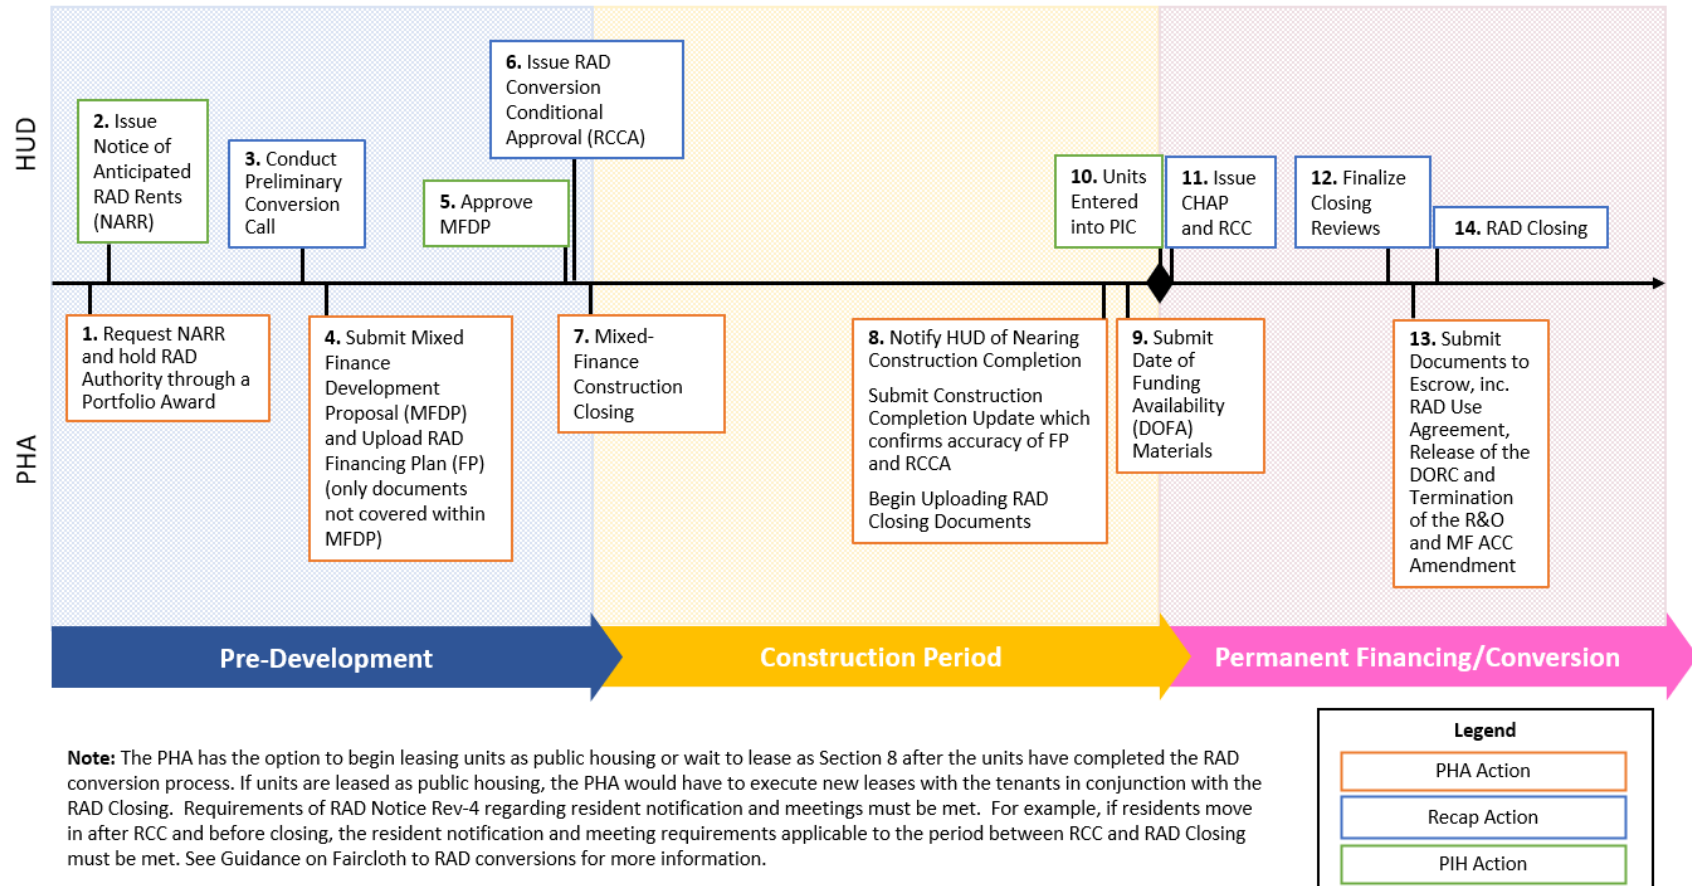 HUD
PHA
1. Request NARR
and hold RAD
Authority through a
Portfolio Award
2. Issue
Notice of
Anticipated
RAD Rents
(NARR)
3. Conduct
Preliminary
Conversion
Call
4. Submit Mixed
Finance
Development
Proposal (MFDP)
and Upload RAD
Financing Plan (FP)
(only documents
not covered within
MFDP)
5. Approve
MFDP
6. Issue RAD
Conversion
Conditional
Approval (RCCA)
7. Mixed-
Finance
Construction
Closing
8. Notify HUD of Nearing
Construction Completion
Submit Construction
Completion Update which
confirms accuracy of FP
and RCCA
Begin Uploading RAD
Closing Documents
9. Submit
Date of
Funding
Availability
(DOFA)
Materials
10. Units
Entered
into PIC
11. Issue
CHAP
and RCC
12. Finalize
Closing
Reviews
13. Submit
Documents to
Escrow, inc.
RAD Use
Agreement,
Release of the
DORC and
Termination
of the R&O
and MF ACC
Amendment
14. RAD Closing
Pre-Development
Construction Period
Permanent Financing/Conversion
Note: The PHA has the option to begin leasing units as public housing or wait to lease as Section 8 after the units have completed the RAD
conversion process. If units are leased as public housing, the PHA would have to execute new leases with the tenants in conjunction with the
RAD Closing. Requirements of RAD Notice Rev-4 regarding resident notification and meetings must be met. For example, if residents move
in after RCC and before closing, the resident notification and meeting requirements applicable to the period between RCC and RAD Closing
must be met. See Guidance on Faircloth to RAD conversions for more information.
Legend
PHA Action
Recap Action
PIH Action